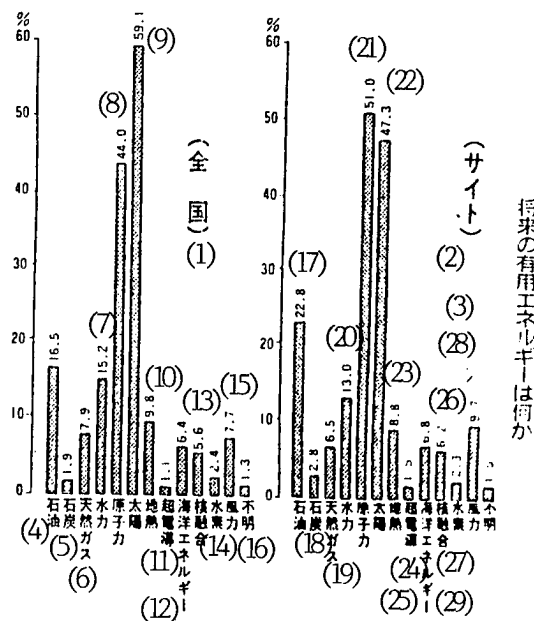 将来の有用エネルギーは何か
(全国)
(1)
%
60
50
40
30
20
10
0
16.5
1.9
7.9
15.2
44.0
59.1
9.8
1.1
6.4
5.6
2.4
7.7
1.3
(7)
(8)
(9)
(10)
(13)
(15)
石油
石炭
天然ガス
水力
原子力
太陽
地熱
超電導
海洋エネルギー
核融合
水素
風力
不明
(4)
(5)
(6)
(11)
(12)
(14)
(16)
(サイト)
(2)
(3)
(28)
%
60
50
40
30
20
10
0
22.8
2.8
6.5
13.0
51.0
47.3
8.8
1.5
6.8
6.2
2.3
(17)
(20)
(21)
(22)
(23)
(26)
石油
石炭
天然ガス
水力
原子力
太陽
地熱
超電導
海洋エネルギー
核融合
水素
風力
不明
(18)
(19)
(24)
(25)
(27)
(29)